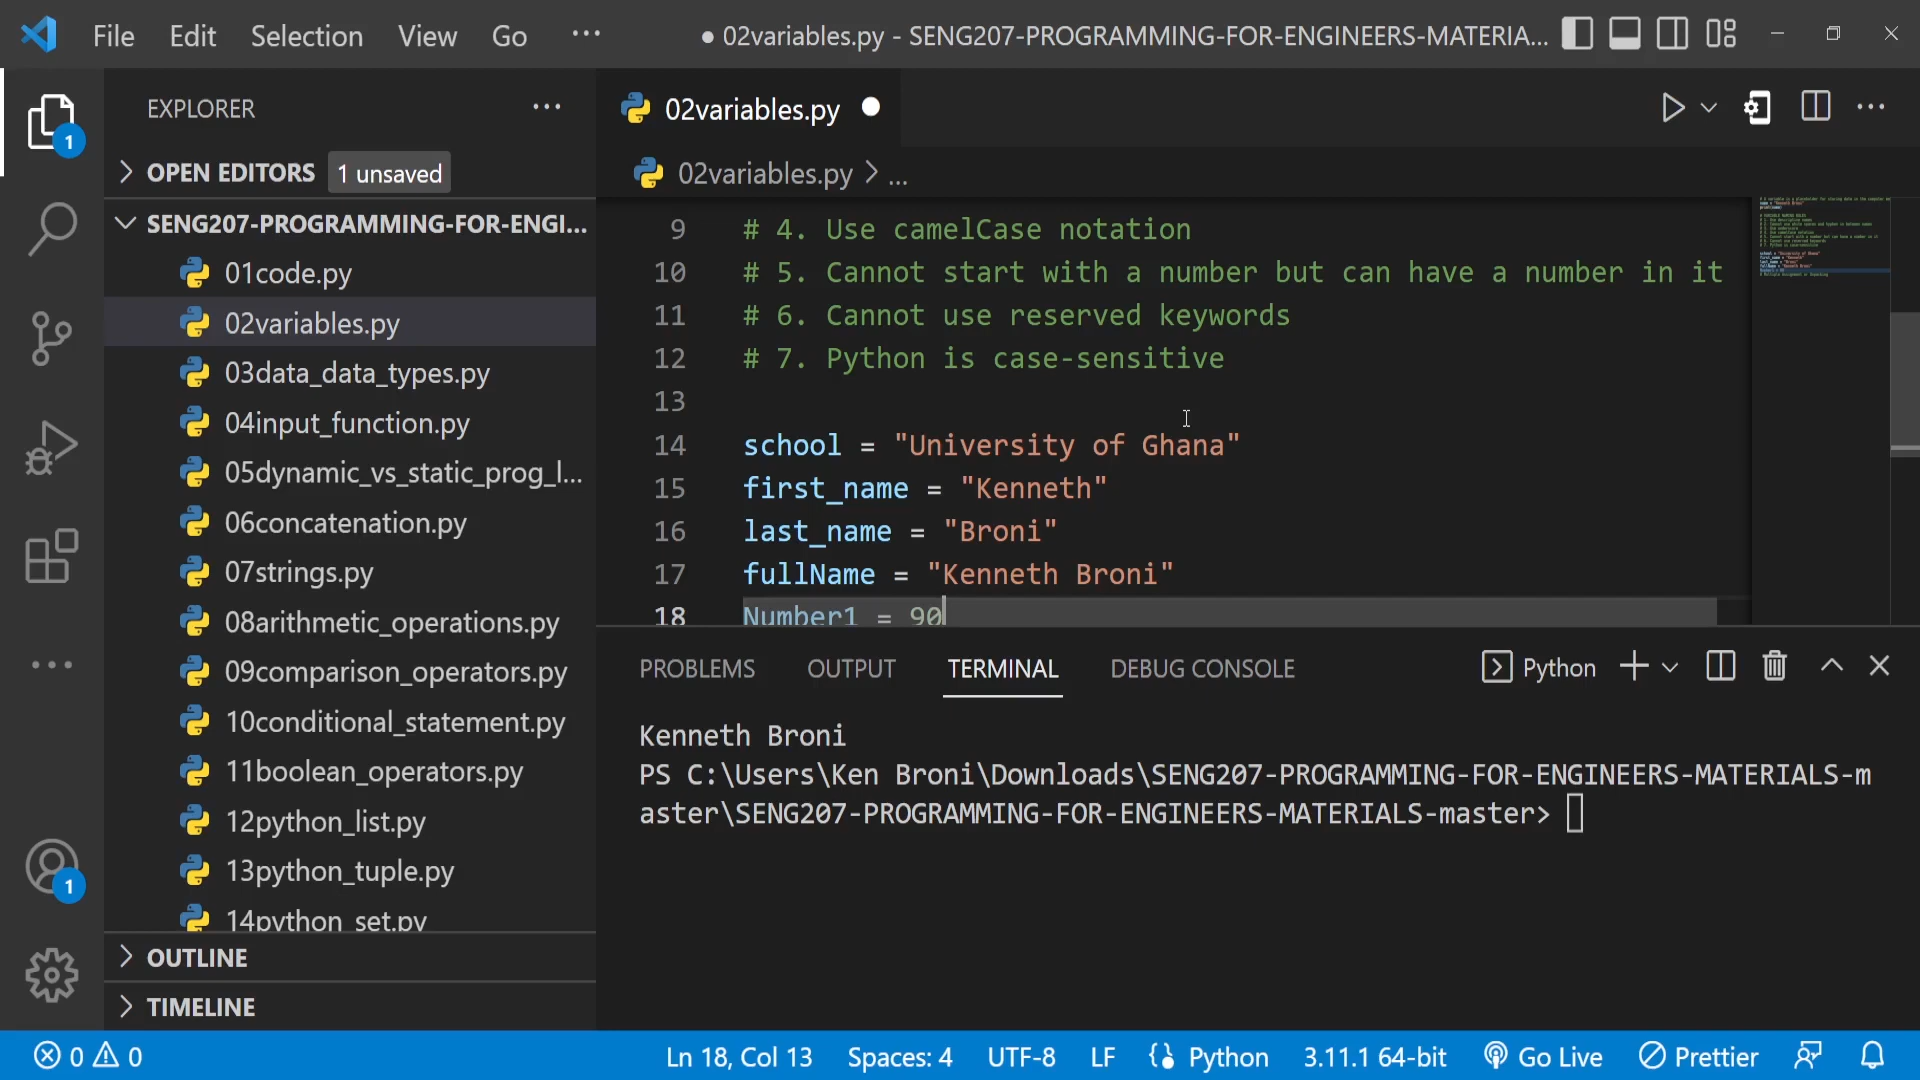 File Edit Selection View Go ···
● 02variables.py - SENG207-PROGRAMMING-FOR-ENGINEERS-MATERIA...
EXPLORER
OPEN EDITORS 1 unsaved
SENG207-PROGRAMMING-FOR-ENGI...
01code.py
02variables.py
03data_data_types.py
04input_function.py
05dynamic_vs_static_prog_l...
06concatenation.py
07strings.py
08arithmetic_operations.py
09comparison_operators.py
10conditional_statement.py
11boolean_operators.py
12python_list.py
13python_tuple.py
14python_set.py
OUTLINE
TIMELINE
1
1
02variables.py
02variables.py > ...
9 # 4. Use camelCase notation
10 # 5. Cannot start with a number but can have a number in it
11 # 6. Cannot use reserved keywords
12 # 7. Python is case-sensitive
13
14 school = "University of Ghana"
15 first_name = "Kenneth"
16 last_name = "Broni"
17 fullName = "Kenneth Broni"
18 Number1 = 90
PROBLEMS OUTPUT TERMINAL DEBUG CONSOLE Python
Kenneth Broni
PS C:\Users\Ken Broni\Downloads\SENG207-PROGRAMMING-FOR-ENGINEERS-MATERIALS-m
aster\SENG207-PROGRAMMING-FOR-ENGINEERS-MATERIALS-master>
0 0 Ln 18, Col 13 Spaces: 4 UTF-8 LF Python 3.11.1 64-bit Go Live Prettier